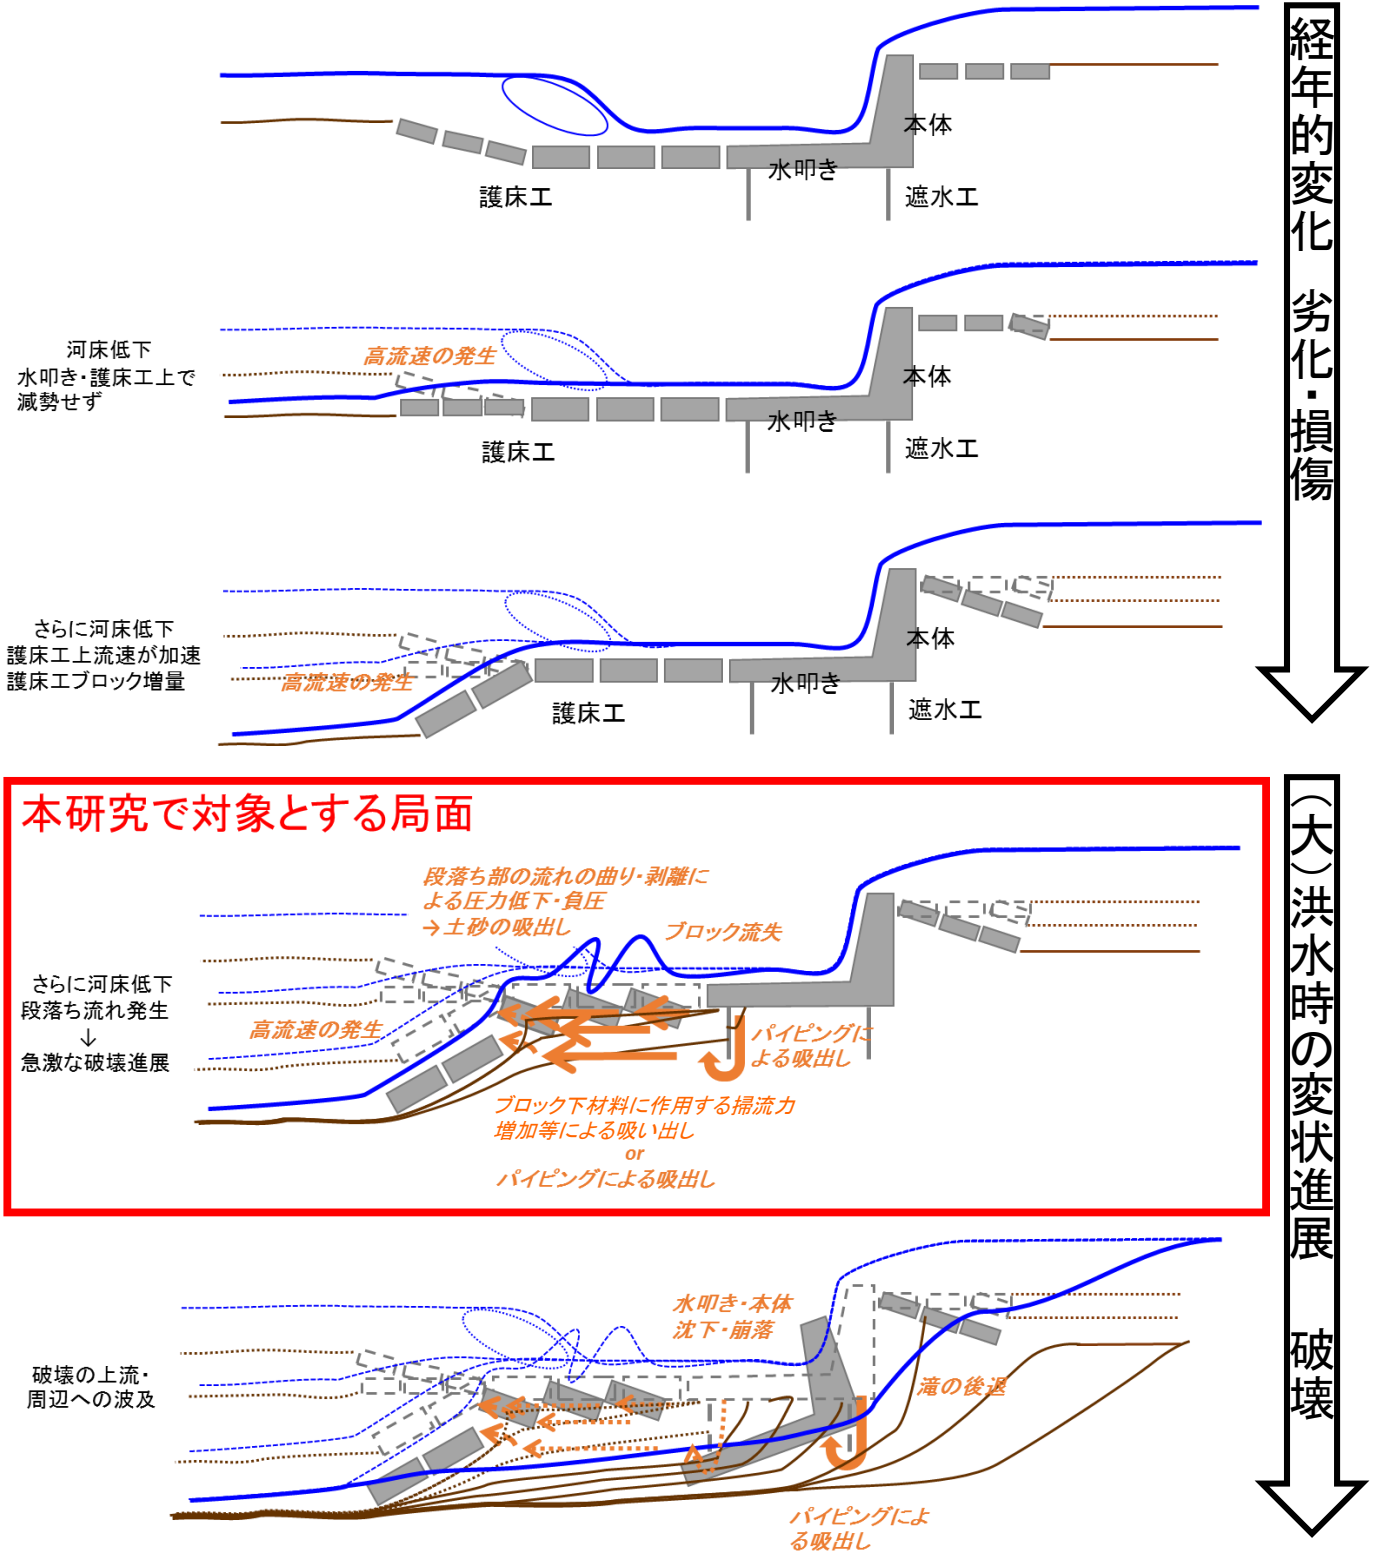 経年的変化　劣化・損傷
本体
水叩き
護床工
遮水工
河床低下
水叩き・護床工上で
減勢せず
高流速の発生
本体
水叩き
護床工
遮水工
さらに河床低下
護床工上流速が加速
護床工ブロック増量
高流速の発生
本体
水叩き
護床工
遮水工
（大）洪水時の変状進展　破壊
本研究で対象とする局面
段落ち部の流れの曲り・剥離に
よる圧力低下・負圧
→土砂の吸出し
ブロック流失
さらに河床低下
段落ち流れ発生
↓
急激な破壊進展
高流速の発生
パイピングに
よる吸出し
ブロック下材料に作用する掃流力
増加等による吸い出し
or
パイピングによる吸出し
水叩き・本体
沈下・崩落
破壊の上流・
周辺への波及
滝の後退
パイピングによ
る吸出し